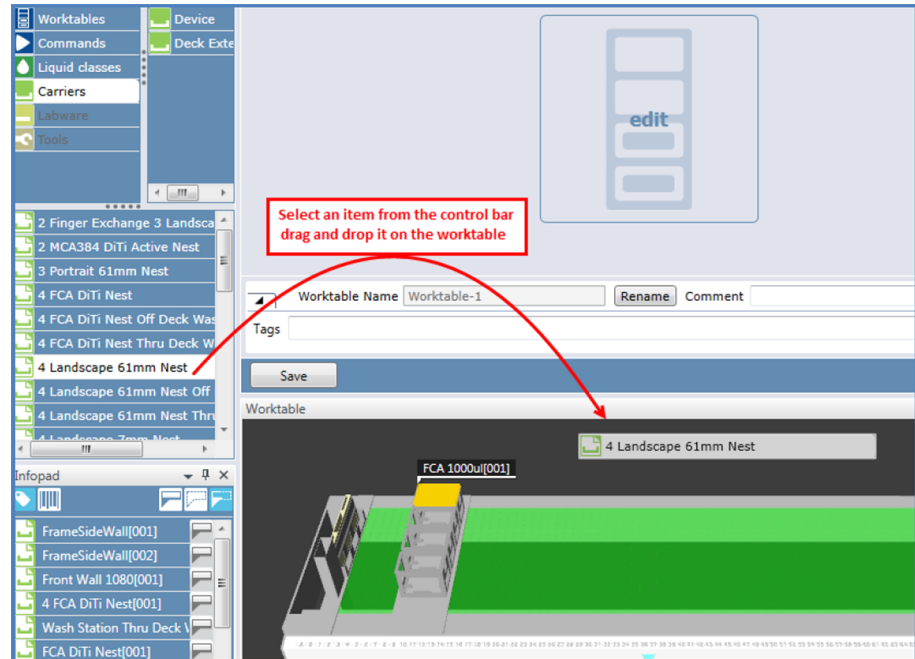 Worktables
Device
Commands
Deck Exte
Liquid classes
Carriers
Labware
Tools
edit
Select an item from the control bar
drag and drop it on the worktable
2 Finger Exchange 3 Landsca
2 MCA384 DiTi Active Nest
3 Portrait 61mm Nest
4 FCA DiTi Nest
4 FCA DiTi Nest Off Deck Was
4 FCA DiTi Nest Thru Deck W
4 Landscape 61mm Nest
4 Landscape 61mm Nest Off
4 Landscape 61mm Nest Thru
4 Landscape 7mm Nest
Worktable Name Worktable-1 Rename Comment
Tags
Save
Worktable
4 Landscape 61mm Nest
FCA 1000ul[001]
Infopad
FrameSideWall[001]
FrameSideWall[002]
Front Wall 1080[001]
4 FCA DiTi Nest[001]
Wash Station Thru Deck
FCA DiTi Nest[001]